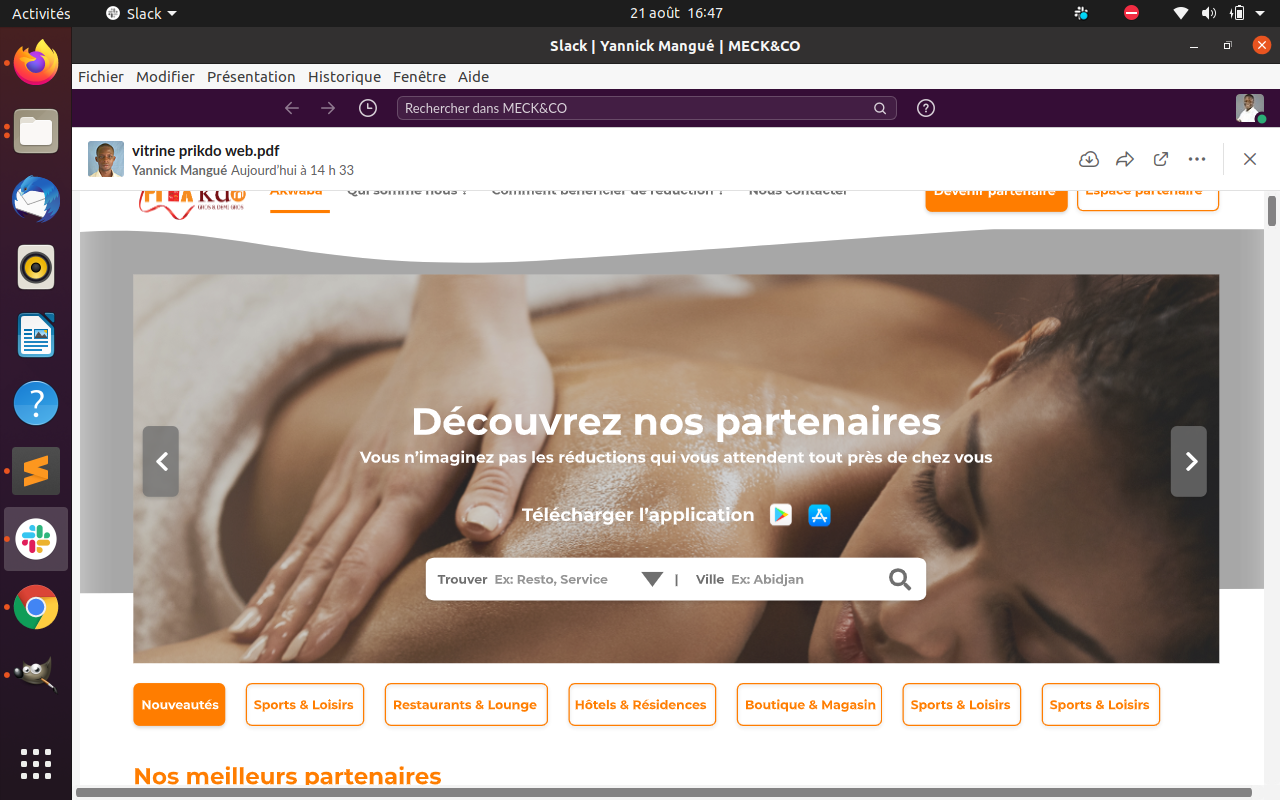 Activités Slack 21 août 16:47
Slack | Yannick Mangué | MECK&CO
Fichier Modifier Présentation Historique Fenêtre Aide
Rechercher dans MECK&CO
vitrine prikdo web.pdf
Yannick Mangué Aujourd'hui à 14 h 33
Akwaba Qui somme nous ? Comment bénéficier de réduction ? Nous contacter Devenir partenaire Espace partenaire
Découvrez nos partenaires
Vous n'imaginez pas les réductions qui vous attendent tout près de chez vous
Télécharger l'application
Trouver Ex: Resto, Service | Ville Ex: Abidjan
Nouveautés Sports & Loisirs Restaurants & Lounge Hôtels & Résidences Boutique & Magasin Sports & Loisirs Sports & Loisirs
Nos meilleurs partenaires